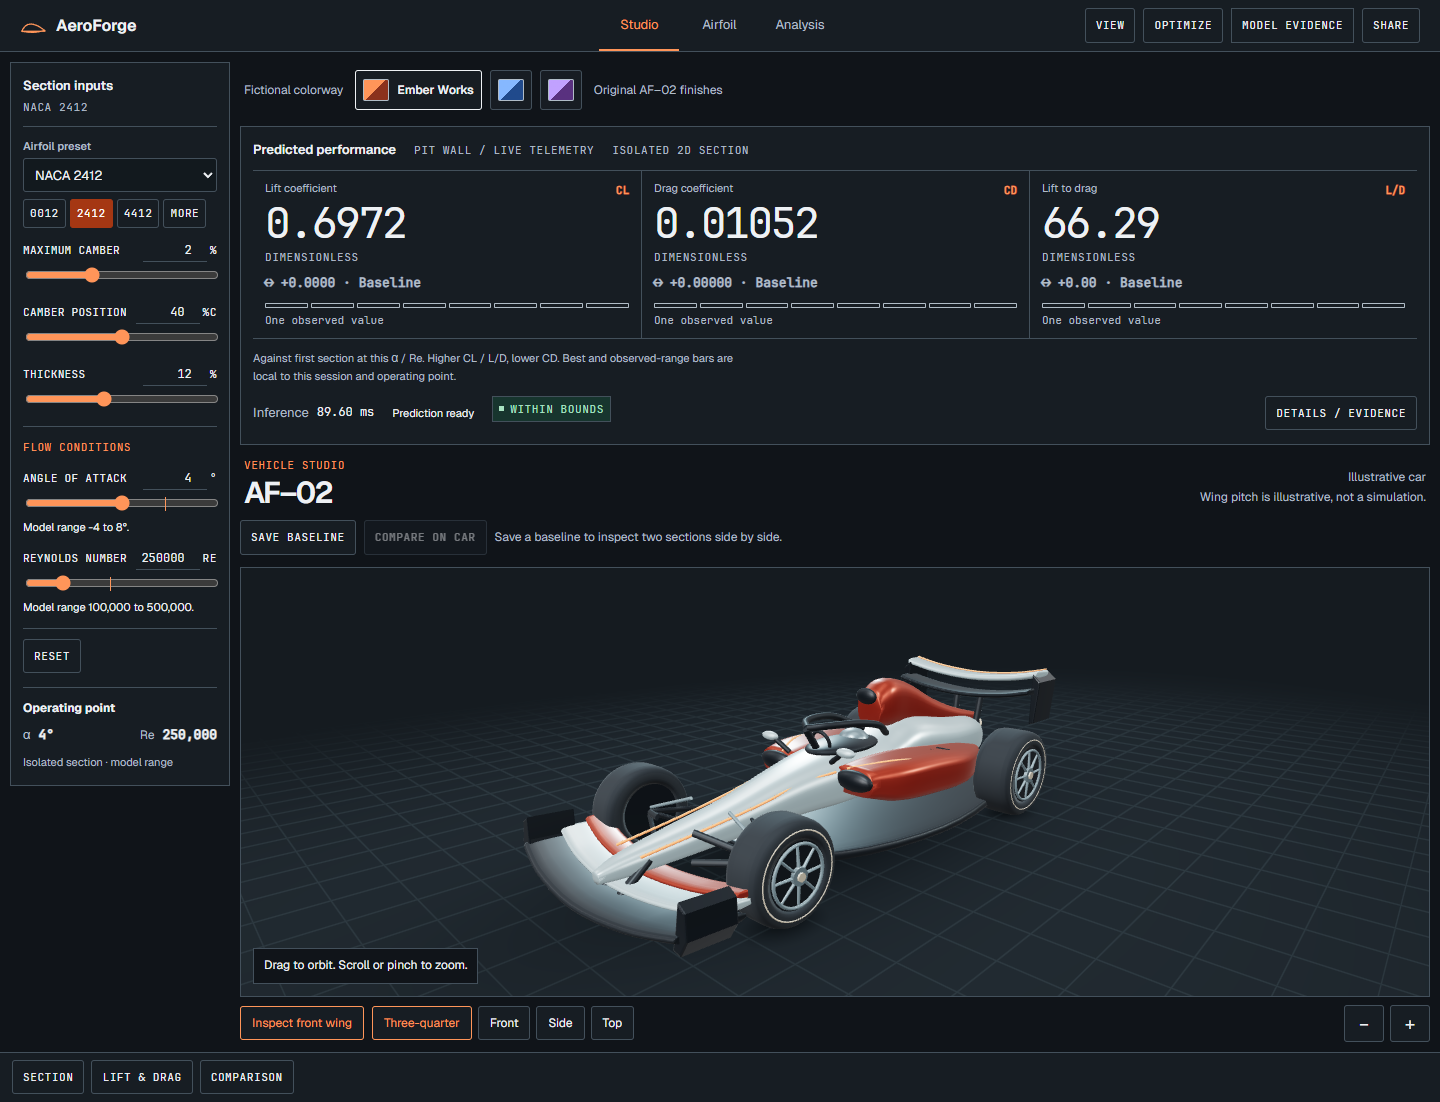 AeroForge
Studio
Airfoil
Analysis
VIEW
OPTIMIZE
MODEL EVIDENCE
SHARE
Section inputs
NACA 2412
Airfoil preset
NACA 2412
0012
2412
4412
MORE
MAXIMUM CAMBER 2 %
CAMBER POSITION 40 %C
THICKNESS 12 %
FLOW CONDITIONS
ANGLE OF ATTACK 4 °
Model range -4 to 8°.
REYNOLDS NUMBER 250000 RE
Model range 100,000 to 500,000.
RESET
Operating point
α 4° Re 250,000
Isolated section · model range
Fictional colorway
Ember Works
Original AF–02 finishes
Predicted performance PIT WALL / LIVE TELEMETRY ISOLATED 2D SECTION
Lift coefficient CL
0.6972
DIMENSIONLESS
+0.0000 · Baseline
One observed value
Drag coefficient CD
0.01052
DIMENSIONLESS
+0.00000 · Baseline
One observed value
Lift to drag L/D
66.29
DIMENSIONLESS
+0.00 · Baseline
One observed value
Against first section at this α / Re. Higher CL / L/D, lower CD. Best and observed-range bars are
local to this session and operating point.
Inference 89.60 ms Prediction ready WITHIN BOUNDS
DETAILS / EVIDENCE
VEHICLE STUDIO
AF–02
Illustrative car
Wing pitch is illustrative, not a simulation.
SAVE BASELINE
COMPARE ON CAR
Save a baseline to inspect two sections side by side.
Drag to orbit. Scroll or pinch to zoom.
Inspect front wing
Three-quarter
Front
Side
Top
−
+
SECTION
LIFT & DRAG
COMPARISON